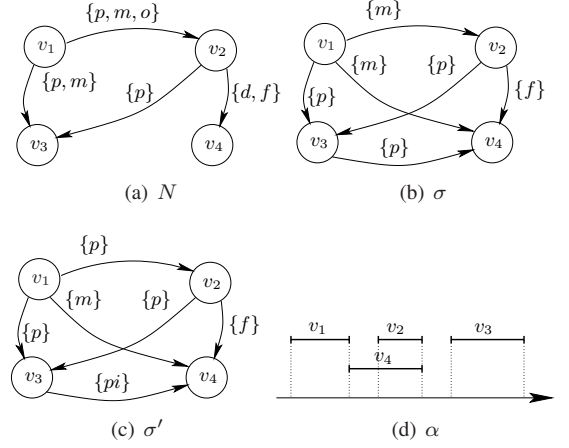 {p, m, o}
v₁
v₂
{p, m}
{p}
{d, f}
v₃
v₄
(a) N
{m}
v₁
v₂
{m}
{p}
{p}
{f}
v₃
v₄
{p}
(b) σ
{p}
v₁
v₂
{m}
{p}
{p}
{f}
v₃
v₄
{pi}
(c) σ′
v₁
v₂
v₃
v₄
(d) α